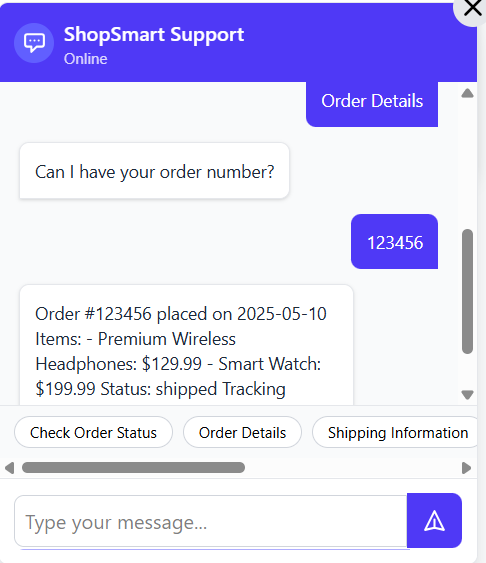 ShopSmart Support
Online
Order Details
Can I have your order number?
123456
Order #123456 placed on 2025-05-10
Items: - Premium Wireless
Headphones: $129.99 - Smart Watch:
$199.99 Status: shipped Tracking
Check Order Status
Order Details
Shipping Information
Type your message...